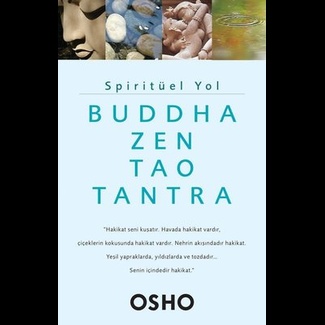 Spiritüel Yol
BUDDHA
ZEN
TAO
TANTRA
"Hakikat seni kuşatır. Havada hakikat vardır,
çiçeklerin kokusunda hakikat vardır. Nehrin akışındadır hakikat.
Yeşil yapraklarda, yıldızlarda ve tozdadır...
Senin içindedir hakikat."
OSHO